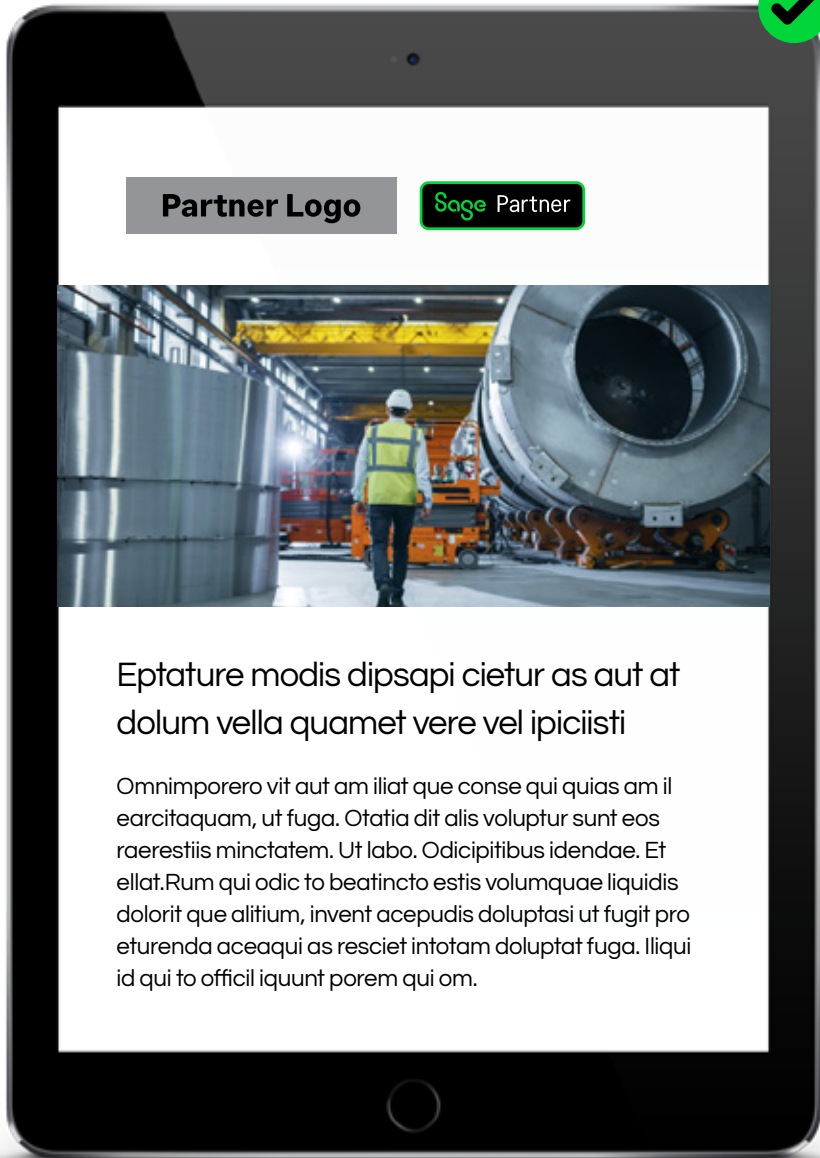 Partner Logo
Sage Partner
Eptature modis dipsapi cietur as aut at
dolum vella quamet vere vel ipiciisti
Omnimporero vit aut am iliat que conse qui quias am il
earcitaquam, ut fuga. Otatia dit alis voluptur sunt eos
raerestiis minctatem. Ut labo. Odicipitibus idendae. Et
ellat.Rum qui odic to beatincto estis volumquae liquidis
dolorit que alitium, invent acepudis doluptasi ut fugit pro
eturenda aceaqui as resciet intotam doluptat fuga. Iliqui
id qui to officil iquunt porem qui om.